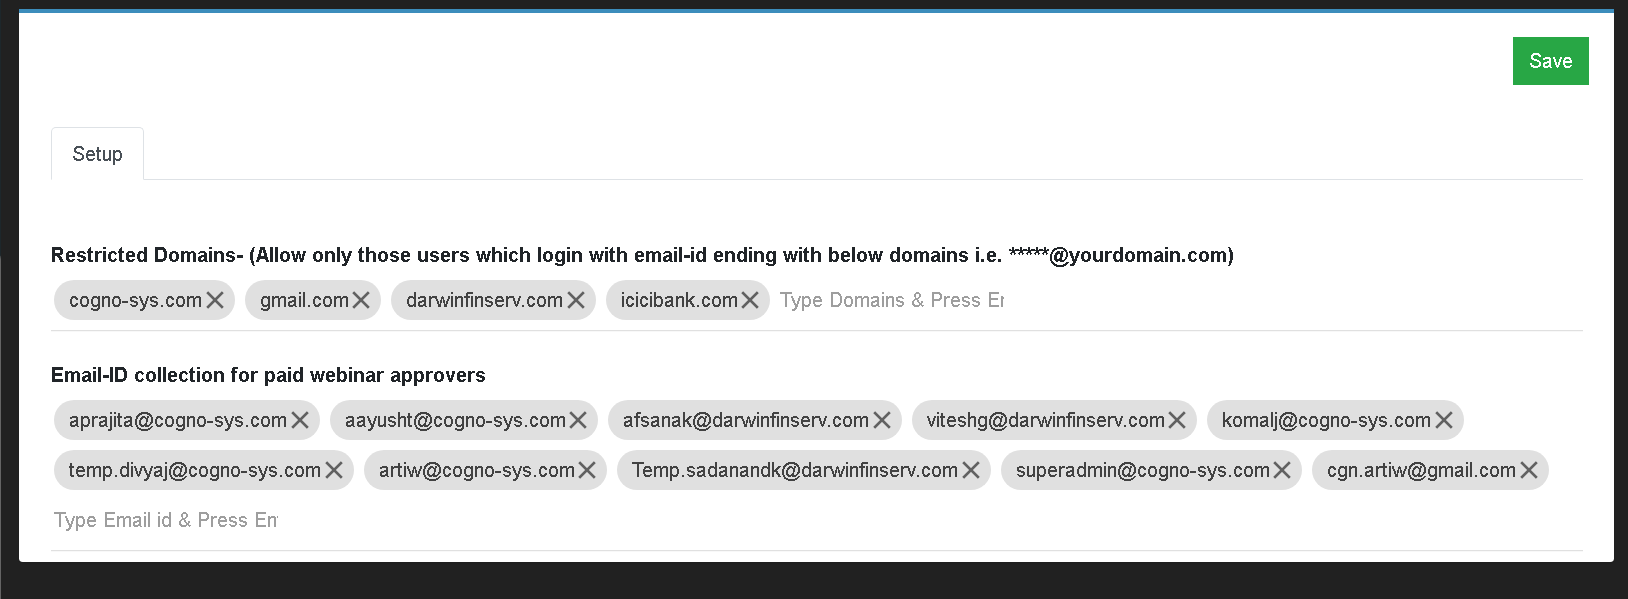 Save
Setup
Restricted Domains- (Allow only those users which login with email-id ending with below domains i.e. *****@yourdomain.com)
cogno-sys.com gmail.com darwinfinserv.com icicibank.com Type Domains & Press Er
Email-ID collection for paid webinar approvers
aprajita@cogno-sys.com aayusht@cogno-sys.com afsanak@darwinfinserv.com viteshg@darwinfinserv.com komalj@cogno-sys.com
temp.divyaj@cogno-sys.com artiw@cogno-sys.com Temp.sadanandk@darwinfinserv.com superadmin@cogno-sys.com cgn.artiw@gmail.com
Type Email id & Press En